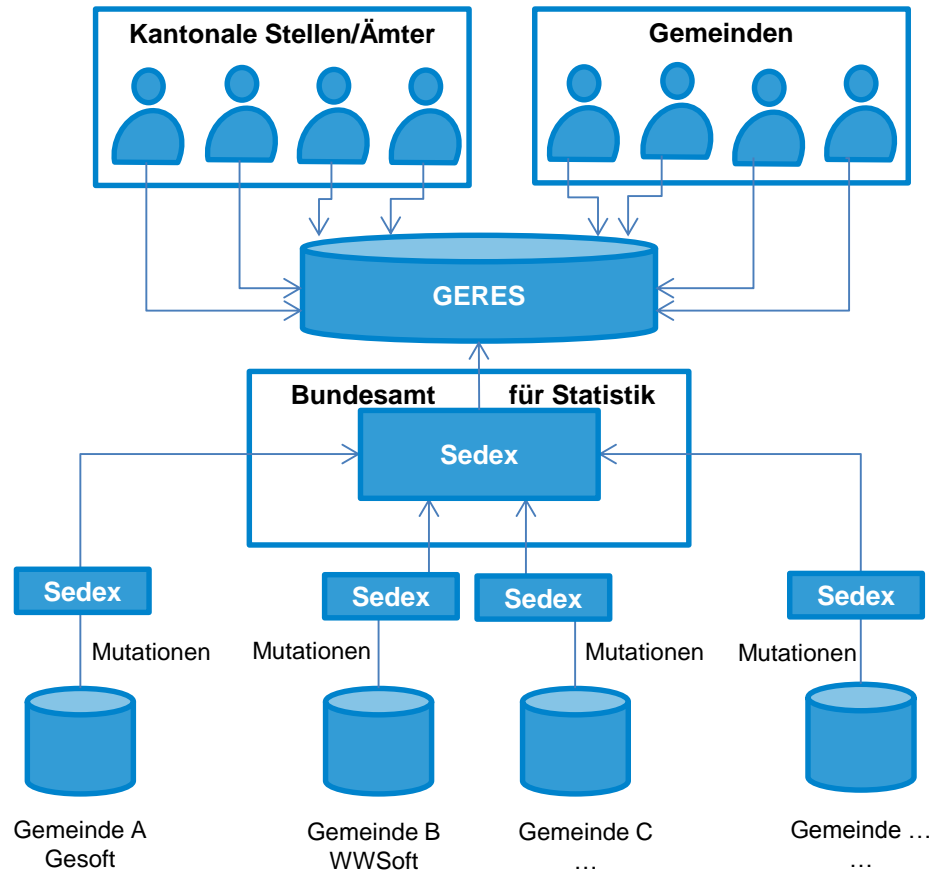 Kantonale Stellen/Ämter
Gemeinden
GERES
Bundesamt für Statistik
Sedex
Sedex
Sedex
Sedex
Sedex
Mutationen
Mutationen
Mutationen
Mutationen
Gemeinde A
Gesoft
Gemeinde B
WWSoft
Gemeinde C
…
Gemeinde …
…